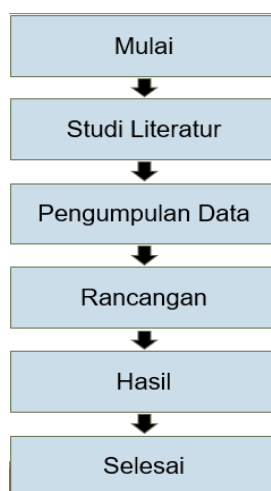 Mulai
Studi Literatur
Pengumpulan Data
Rancangan
Hasil
Selesai